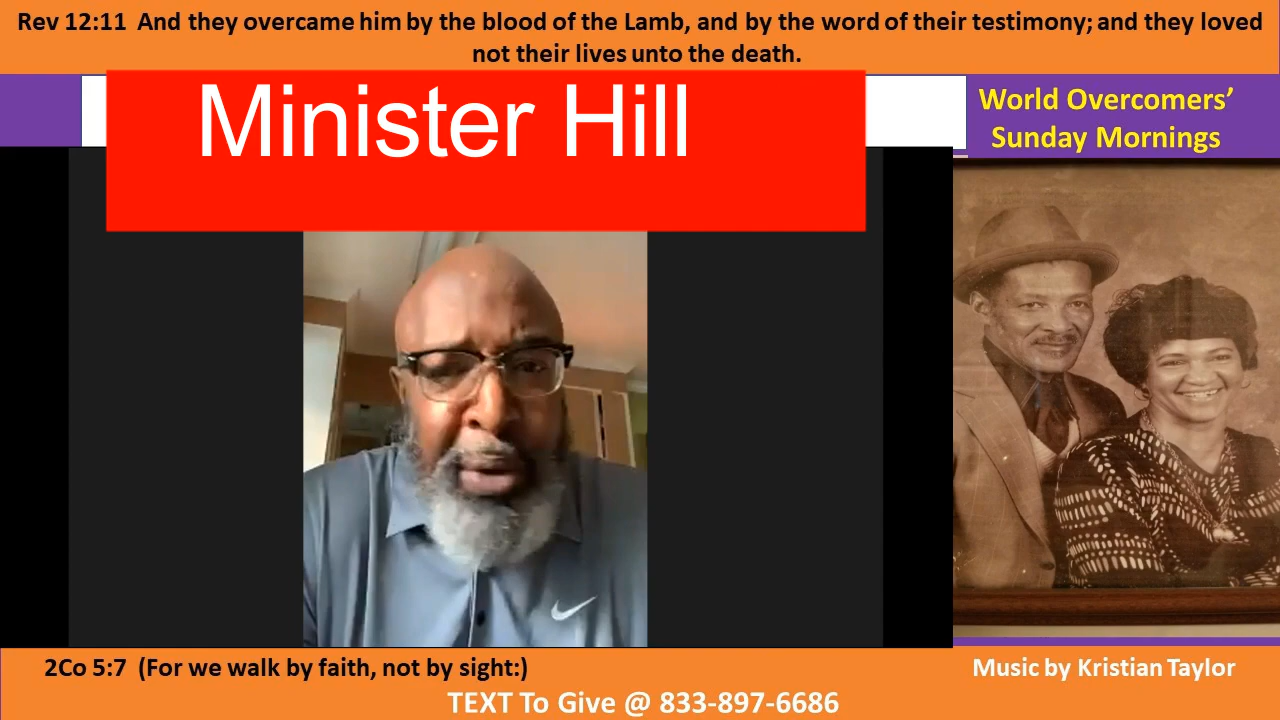 Rev 12:11  And they overcame him by the blood of the Lamb, and by the word of their testimony; and they loved
not their lives unto the death.
Minister Hill
World Overcomers’
Sunday Mornings
2Co 5:7  (For we walk by faith, not by sight:)
Music by Kristian Taylor
TEXT To Give @ 833-897-6686